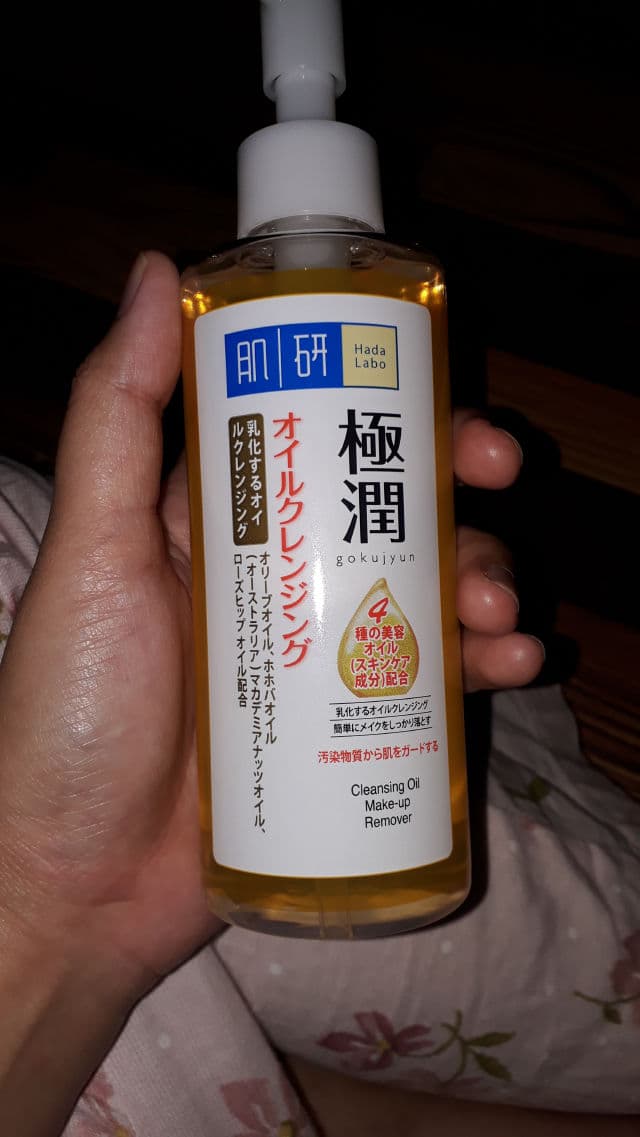 肌研
Hada
Labo
極潤
gokujyun
オイルクレンジング
乳化するオイ
ルクレンジング
オリーブオイル、ホホバオイル
(オーストラリア)マカデミアナッツオイル、
ローズヒップ オイル配合
4
種の美容
オイル
(スキンケア
成分)配合
乳化するオイルクレンジング
簡単にメイクをしっかり落とす
汚染物質から肌をガードする
Cleansing Oil
Make-up
Remover